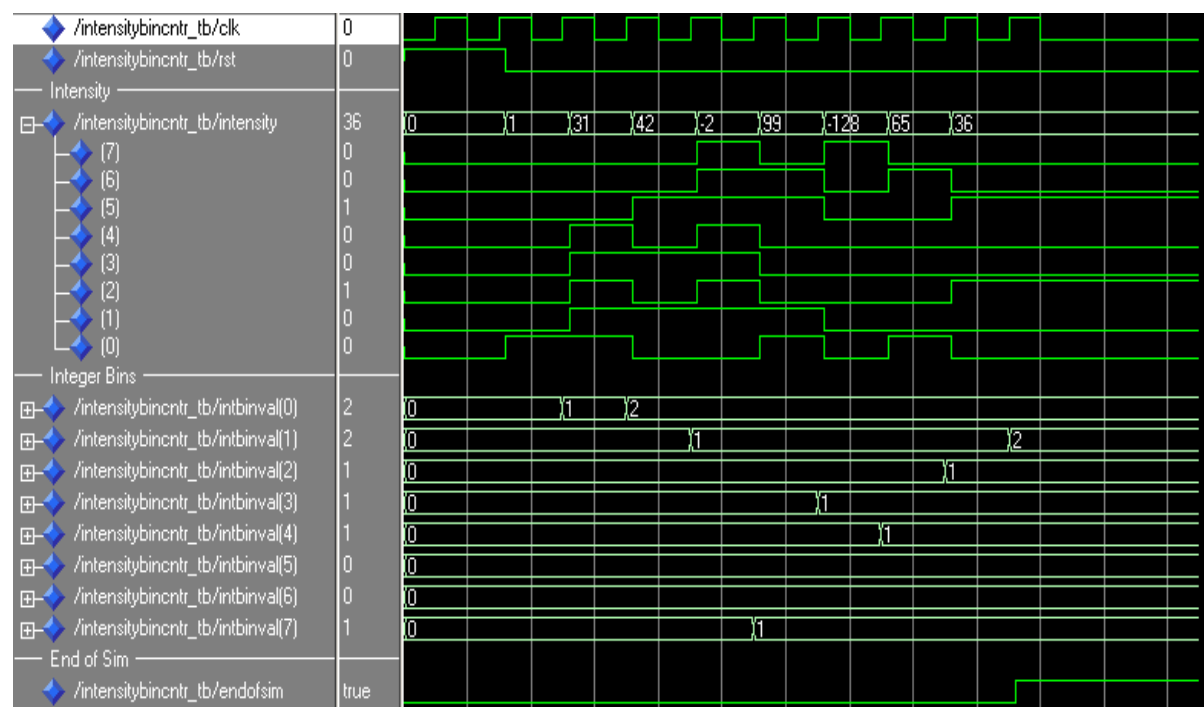 /intensitybincntr_tb/clk 0
/intensitybincntr_tb/rst 0
Intensity
/intensitybincntr_tb/intensity 36 0 1 31 42 -2 99 -128 65 36
(7) 0
(6) 0
(5) 1
(4) 0
(3) 0
(2) 1
(1) 0
(0) 0
Integer Bins
/intensitybincntr_tb/intbinval(0) 2 0 1 2
/intensitybincntr_tb/intbinval(1) 2 0 1 2
/intensitybincntr_tb/intbinval(2) 1 0 1
/intensitybincntr_tb/intbinval(3) 1 0 1
/intensitybincntr_tb/intbinval(4) 1 0 1
/intensitybincntr_tb/intbinval(5) 0 0
/intensitybincntr_tb/intbinval(6) 0 0
/intensitybincntr_tb/intbinval(7) 1 0 1
End of Sim
/intensitybincntr_tb/endofsim true